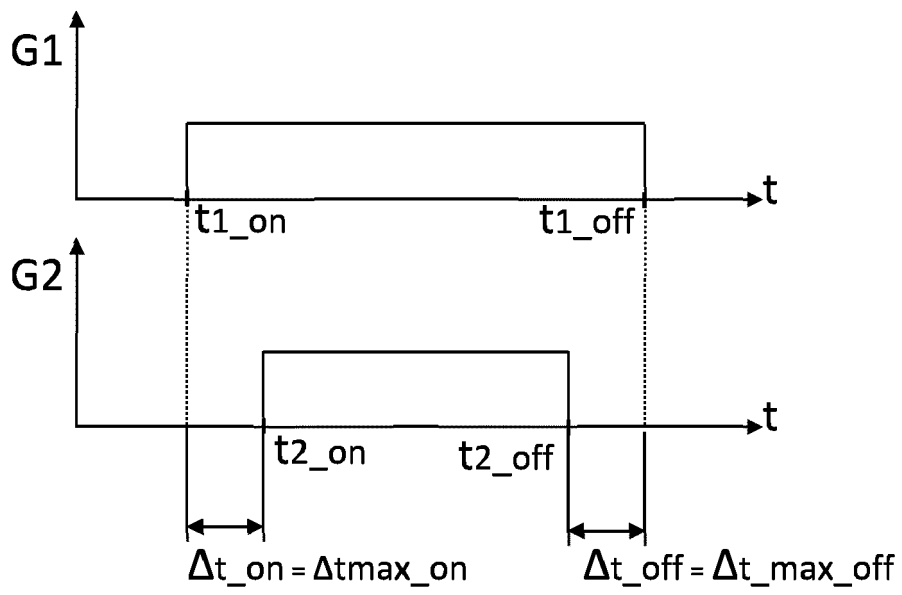 G1
t
t1_on
t1_off
G2
t
t2_on
t2_off
Δt_on = Δtmax_on
Δt_off = Δt_max_off